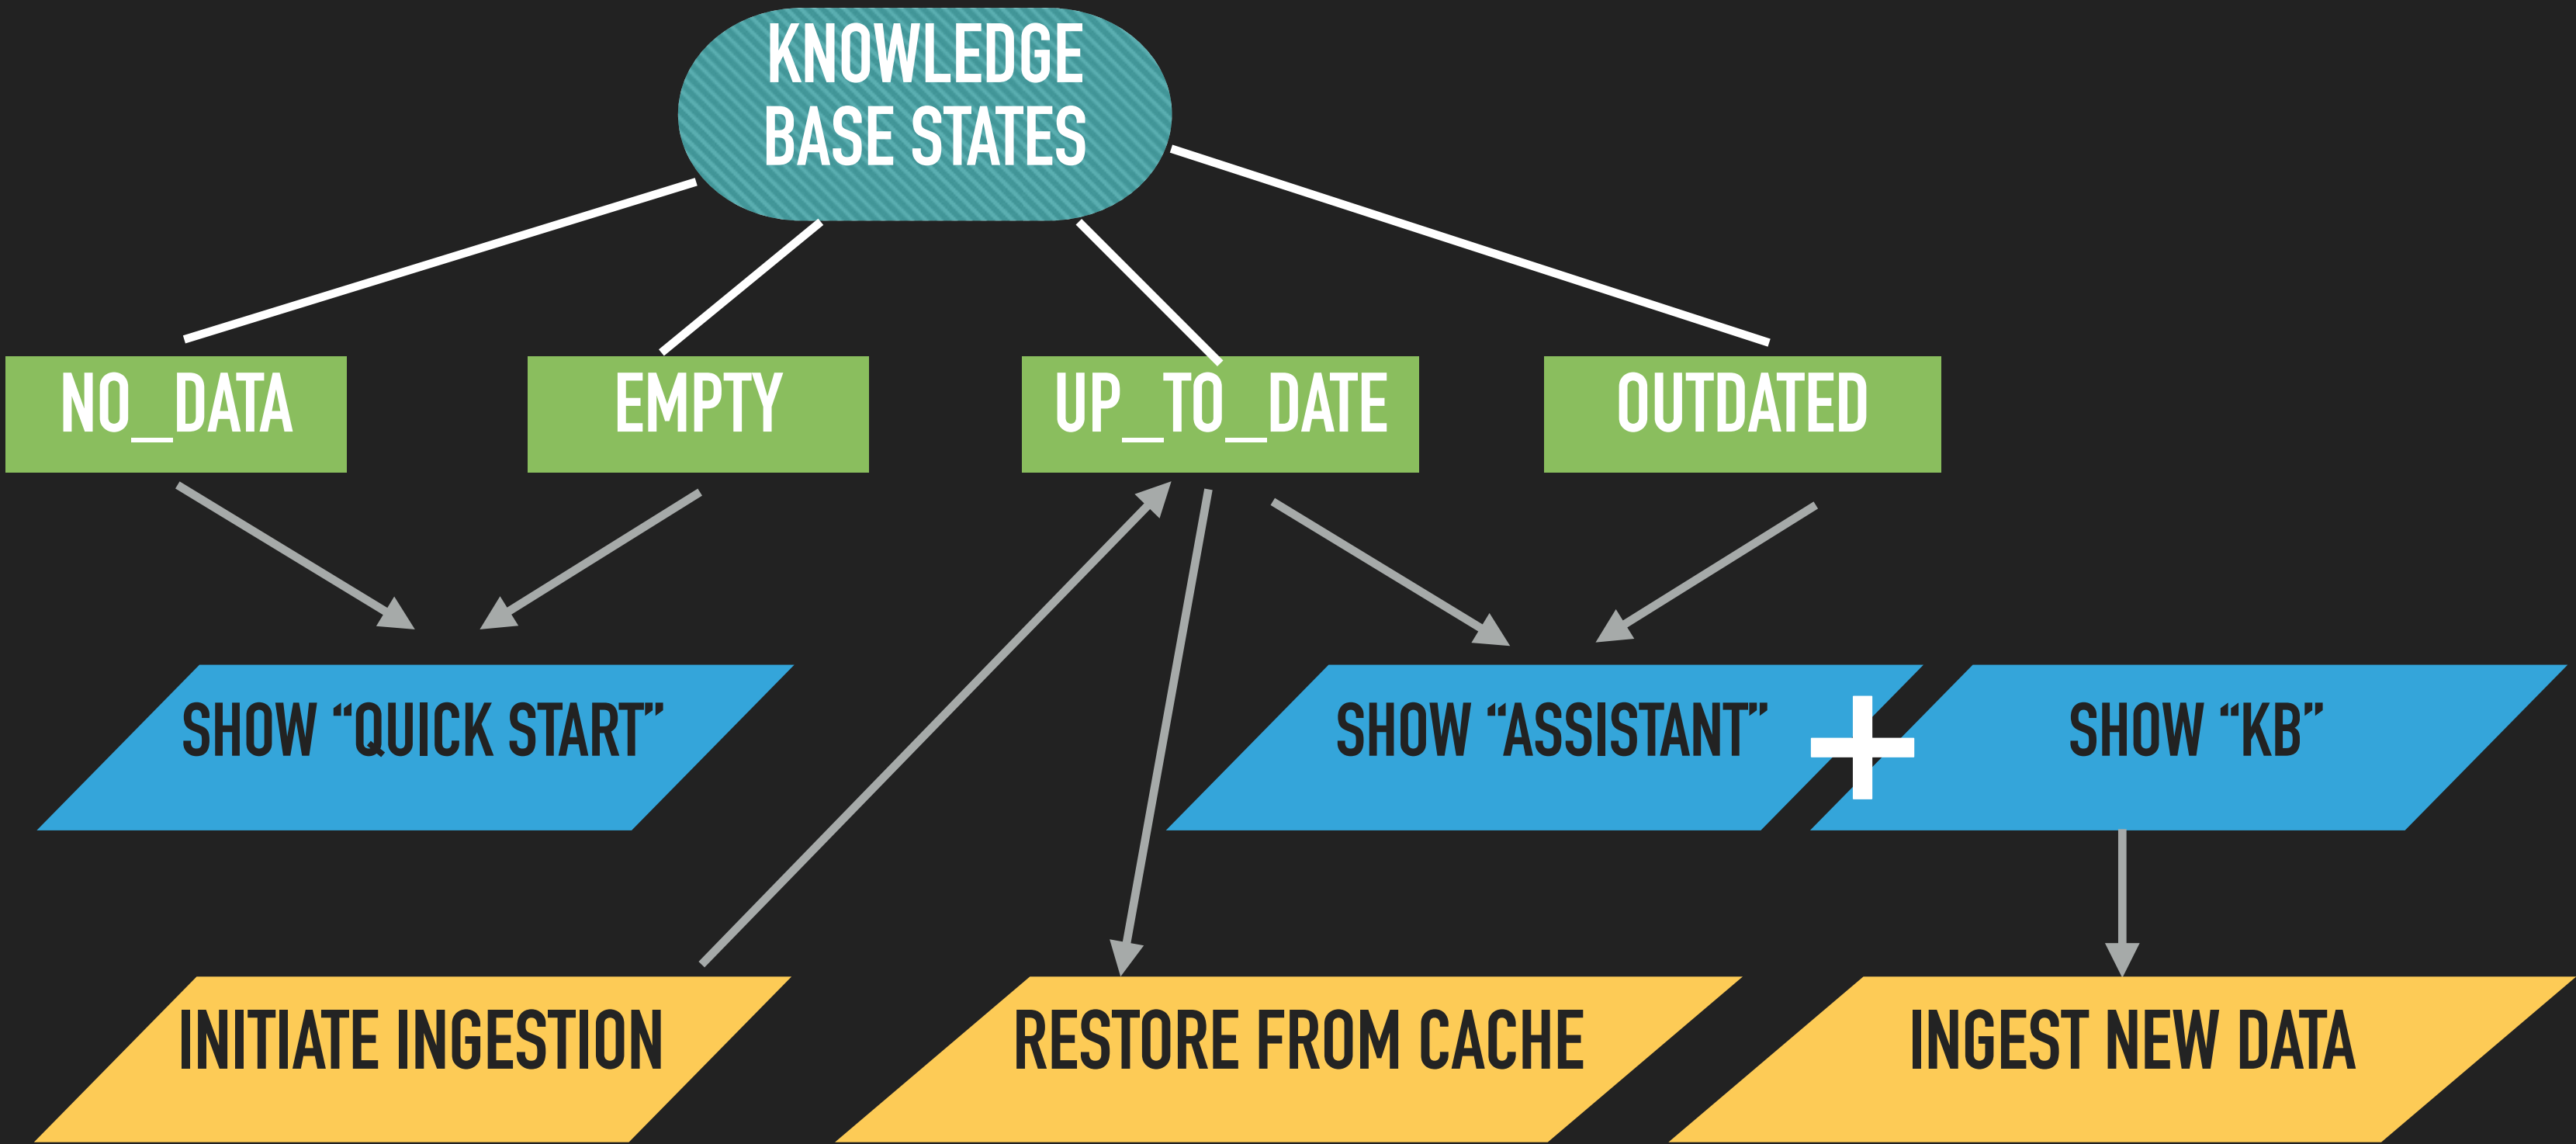 KNOWLEDGE
BASE STATES
NO_DATA
EMPTY
UP_TO_DATE
OUTDATED
SHOW “QUICK START”
SHOW “ASSISTANT”
+
SHOW “KB”
INITIATE INGESTION
RESTORE FROM CACHE
INGEST NEW DATA